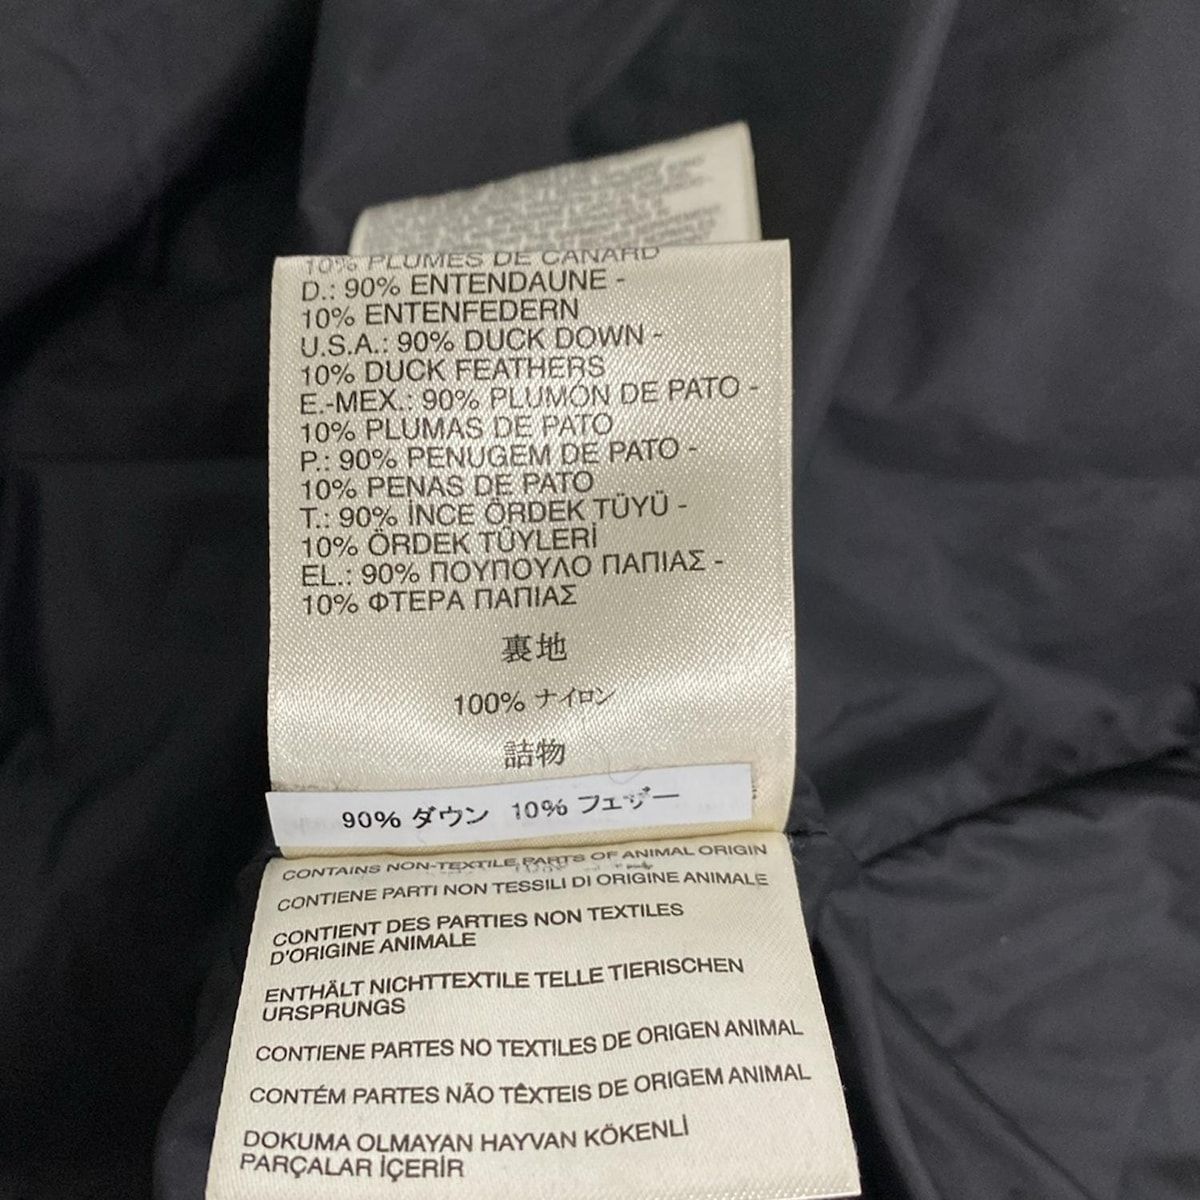 10% PLUMES DE CANARD
D.: 90% ENTENDAUNE -
10% ENTENFEDERN
U.S.A.: 90% DUCK DOWN -
10% DUCK FEATHERS
E.-MEX.: 90% PLUMÓN DE PATO -
10% PLUMAS DE PATO
P.: 90% PENUGEM DE PATO -
10% PENAS DE PATO
T.: 90% İNCE ÖRDEK TÜYÜ -
10% ÖRDEK TÜYLERİ
EL.: 90% ΠΟΥΠΟΥΛΟ ΠΑΠΙΑΣ -
10% ΦΤΕΡΑ ΠΑΠΙΑΣ
裏地
100% ナイロン
詰物
90% ダウン 10% フェザー
CONTAINS NON-TEXTILE PARTS OF ANIMAL ORIGIN
CONTIENE PARTI NON TESSILI DI ORIGINE ANIMALE
CONTIENT DES PARTIES NON TEXTILES
D'ORIGINE ANIMALE
ENTHÄLT NICHTTEXTILE TELLE TIERISCHEN
URSPRUNGS
CONTIENE PARTES NO TEXTILES DE ORIGEN ANIMAL
CONTÉM PARTES NÃO TÊXTEIS DE ORIGEM ANIMAL
DOKUMA OLMAYAN HAYVAN KÖKENLİ
PARÇALAR İÇERİR